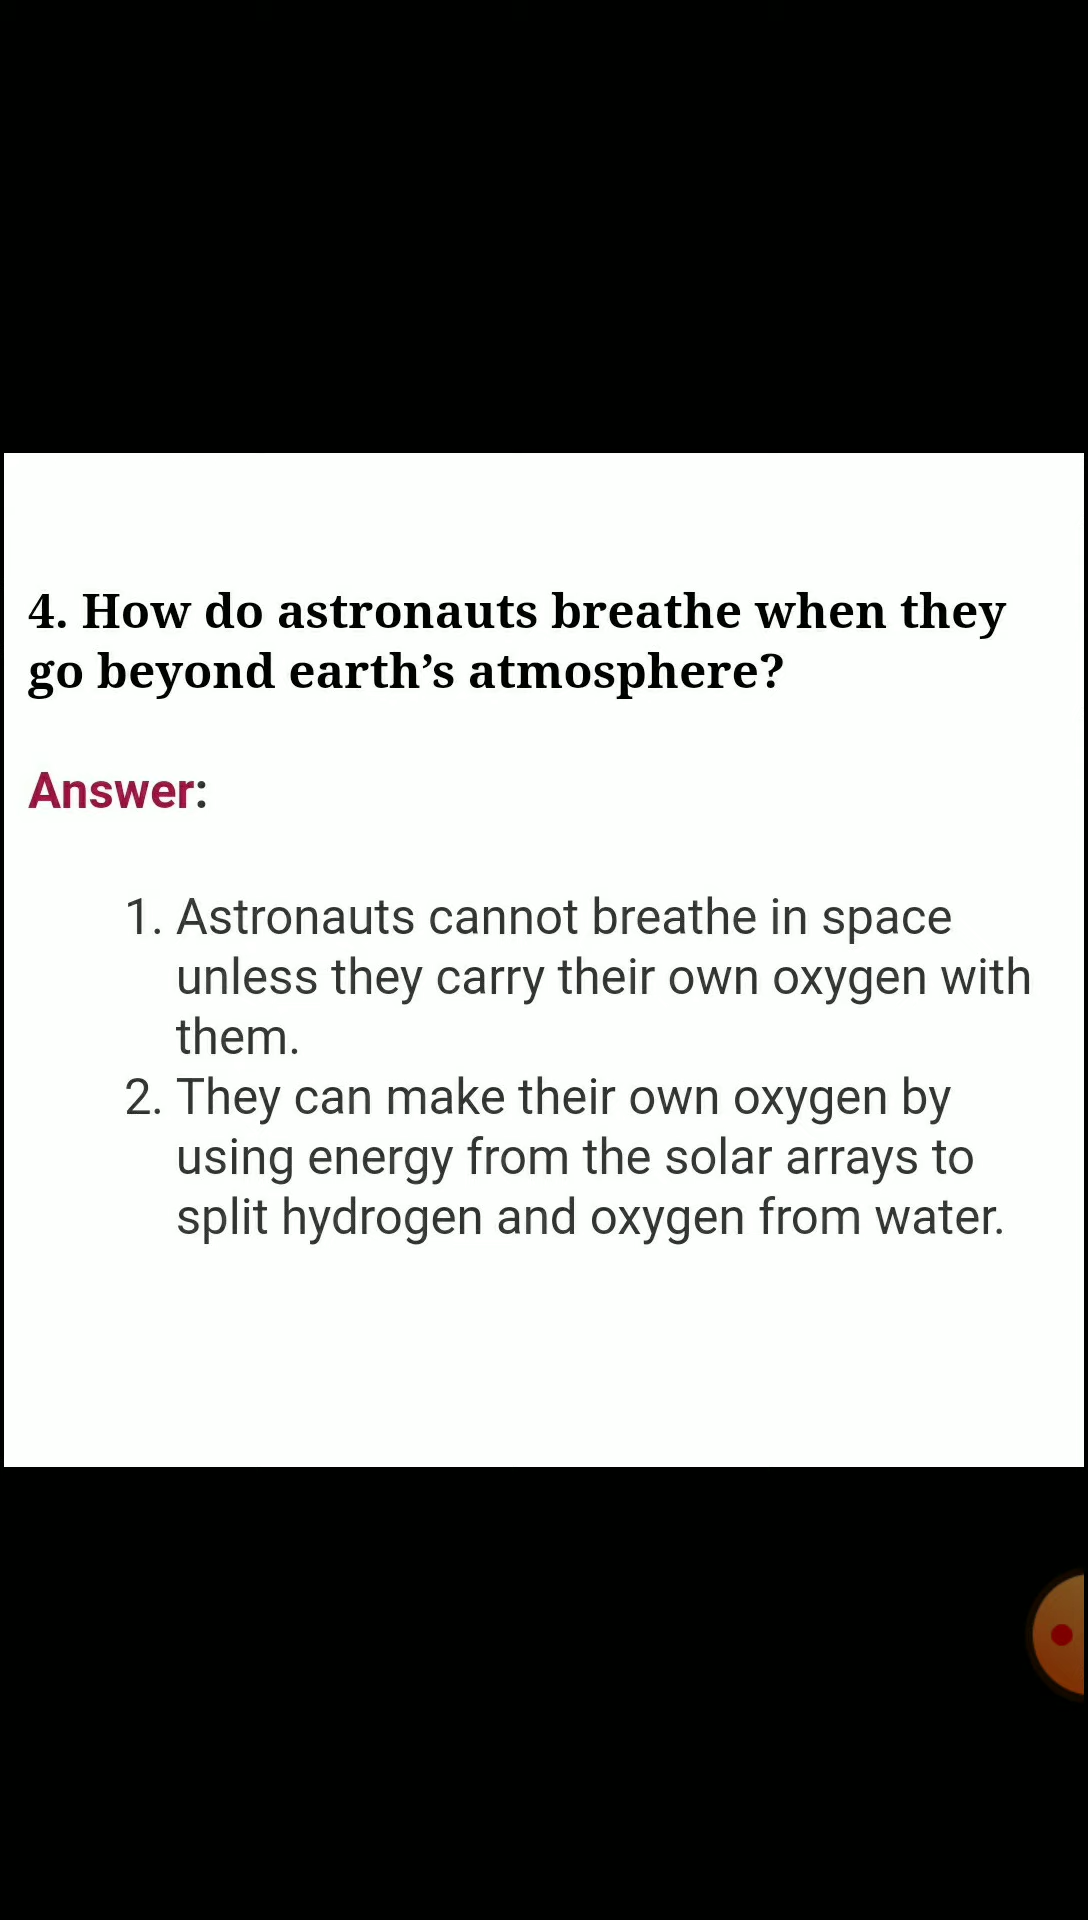 4. How do astronauts breathe when they
go beyond earth’s atmosphere?
Answer:
1. Astronauts cannot breathe in space
unless they carry their own oxygen with
them.
2. They can make their own oxygen by
using energy from the solar arrays to
split hydrogen and oxygen from water.